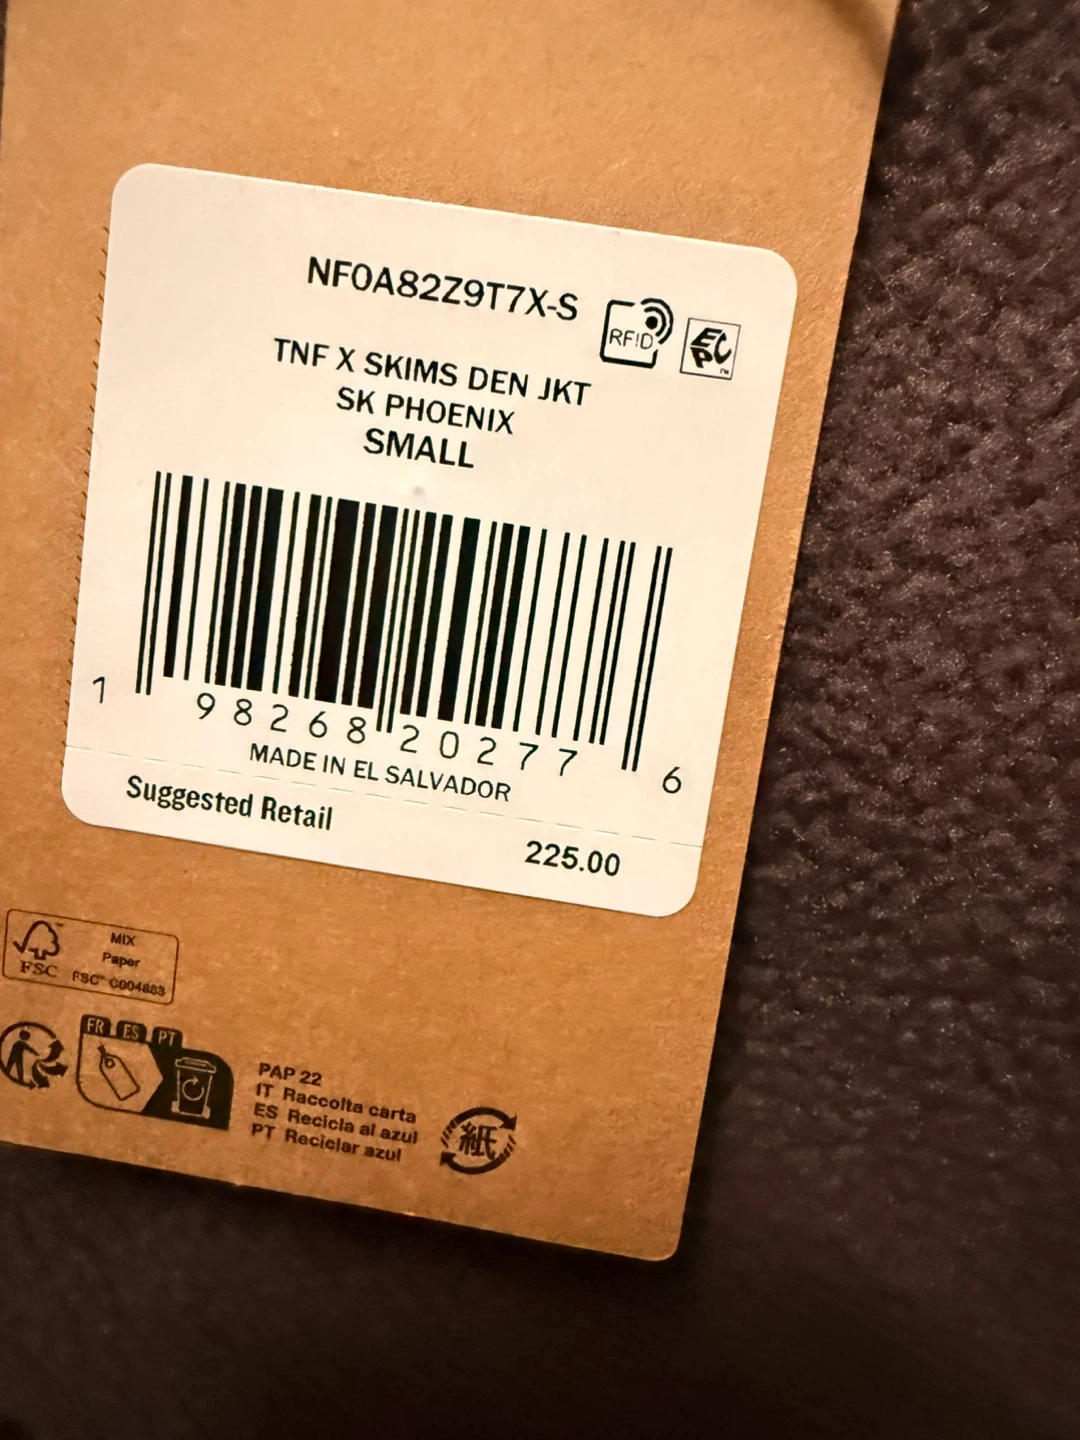 NF0A82Z9T7X-S
RFID
EPC
TM
TNF X SKIMS DEN JKT
SK PHOENIX
SMALL
1 98268 20277 6
MADE IN EL SALVADOR
Suggested Retail
225.00
FSC
MIX
Paper
FSC® C004883
FR ES PT
PAP 22
IT Raccolta carta
ES Recicla al azul
PT Reciclar azul
紙